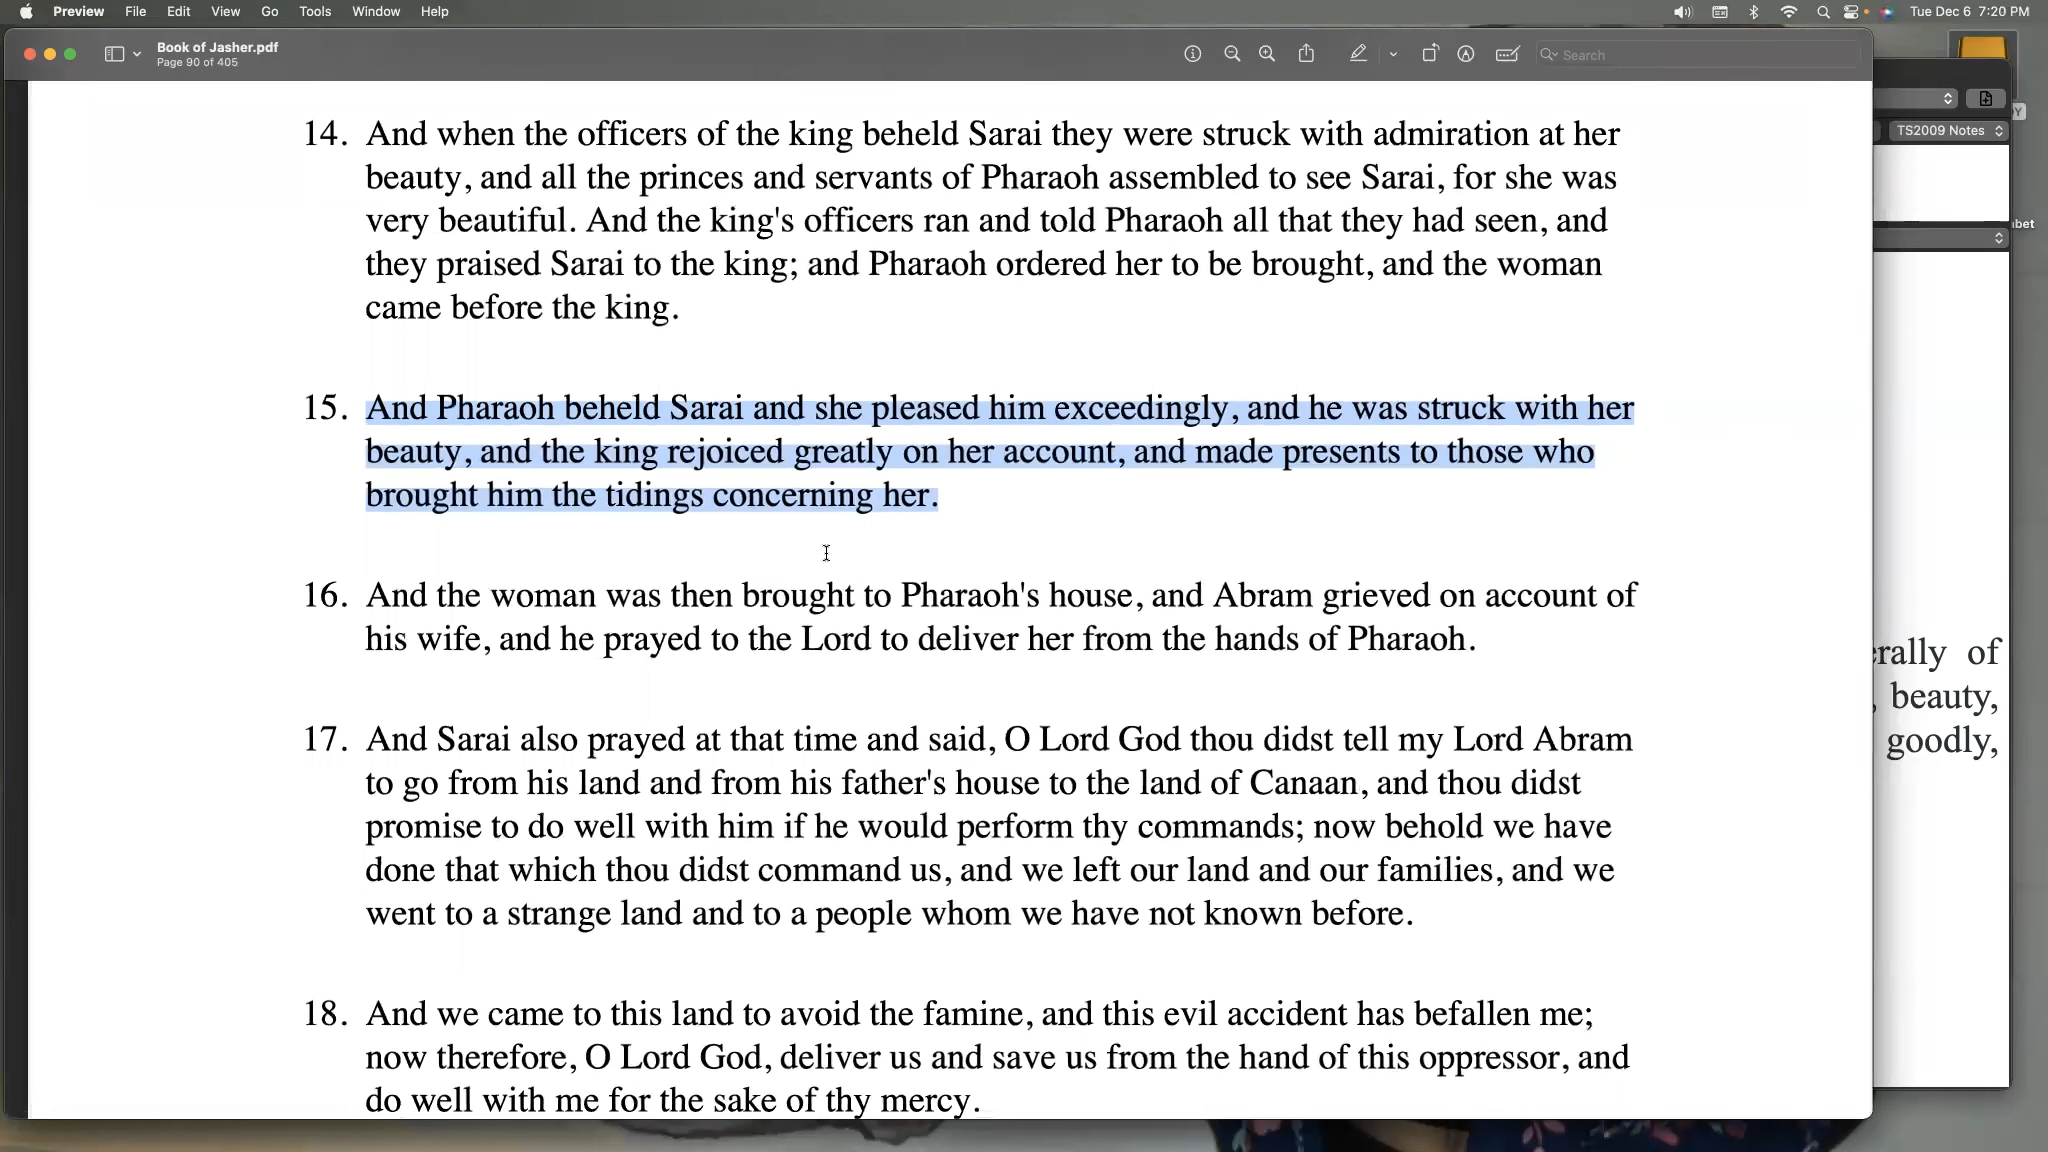 Preview File Edit View Go Tools Window Help
Tue Dec 6 7:20 PM
Book of Jasher.pdf
Page 90 of 405
Search
TS2009 Notes
14. And when the officers of the king beheld Sarai they were struck with admiration at her
beauty, and all the princes and servants of Pharaoh assembled to see Sarai, for she was
very beautiful. And the king's officers ran and told Pharaoh all that they had seen, and
they praised Sarai to the king; and Pharaoh ordered her to be brought, and the woman
came before the king.
15. And Pharaoh beheld Sarai and she pleased him exceedingly, and he was struck with her
beauty, and the king rejoiced greatly on her account, and made presents to those who
brought him the tidings concerning her.
16. And the woman was then brought to Pharaoh's house, and Abram grieved on account of
his wife, and he prayed to the Lord to deliver her from the hands of Pharaoh.
17. And Sarai also prayed at that time and said, O Lord God thou didst tell my Lord Abram
to go from his land and from his father's house to the land of Canaan, and thou didst
promise to do well with him if he would perform thy commands; now behold we have
done that which thou didst command us, and we left our land and our families, and we
went to a strange land and to a people whom we have not known before.
18. And we came to this land to avoid the famine, and this evil accident has befallen me;
now therefore, O Lord God, deliver us and save us from the hand of this oppressor, and
do well with me for the sake of thy mercy.
of
beauty,
goodly,